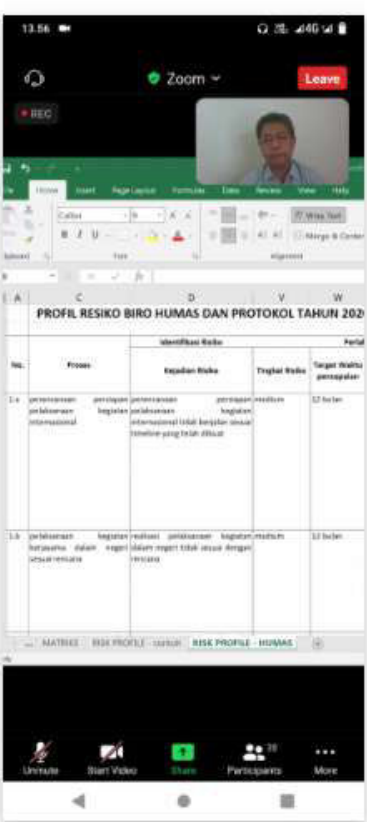 13.56
Zoom
Leave
REC
Home Insert Page Layout Formulas Data Review View Help
Calibri
Wrap Text
B I U
Merge & Center
Font
Alignment
A C D V W
PROFIL RESIKO BIRO HUMAS DAN PROTOKOL TAHUN 202
Identifikasi Risiko
No. Proses Kejadian Risiko Tingkat Risiko Target Waktu
1.a perencanaan persiapan perencanaan persiapan medium 12 bulan
pelaksanaan kegiatan pelaksanaan kegiatan
internasional internasional tidak berjalan sesuai
timeline yang telah dibuat
1.b pelaksanaan kegiatan realisasi pelaksanaan kegiatan medium 12 bulan
kerjasama dalam negeri dalam negeri tidak sesuai dengan
sesuai rencana rencana
... MATRIKS RISK PROFILE - contoh RISK PROFILE - HUMAS
Unmute Start Video Share Participants More